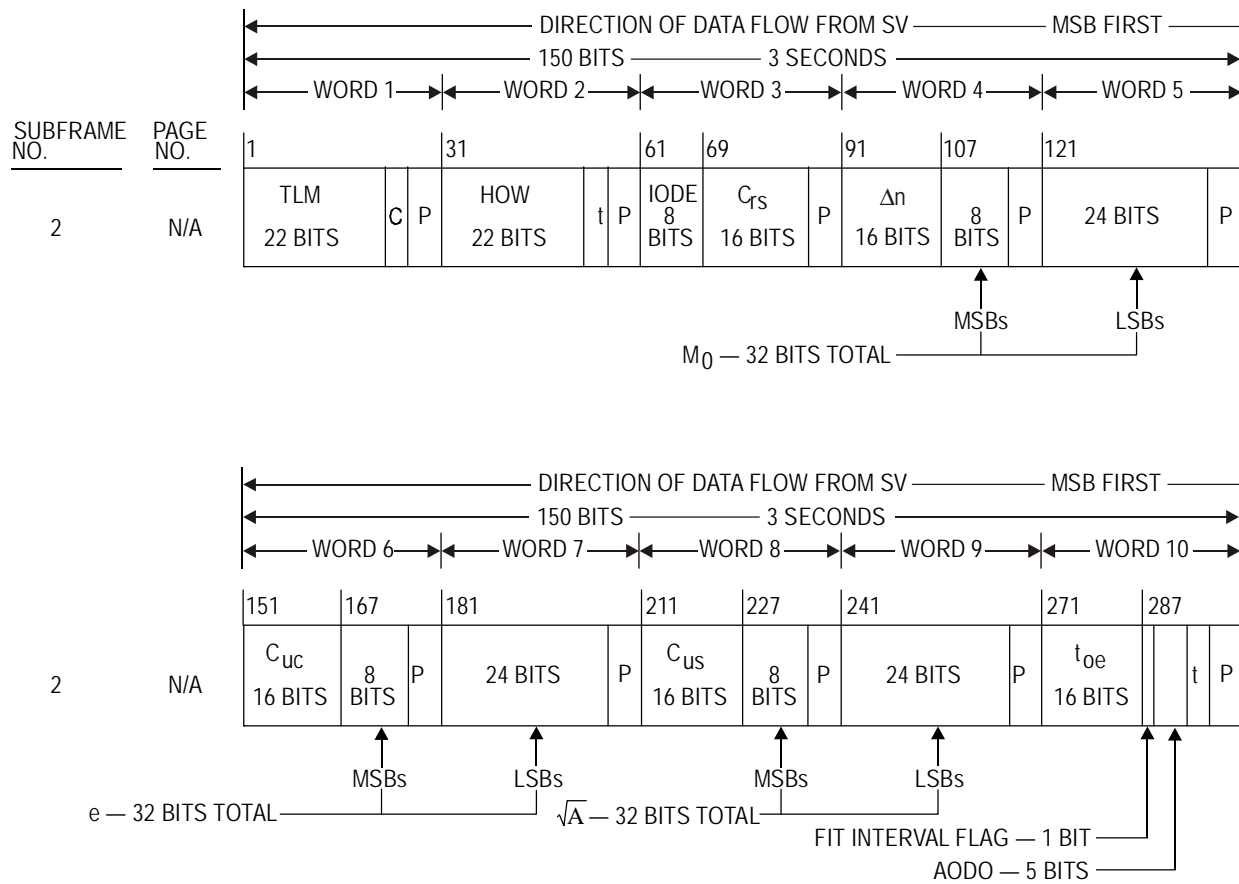 DIRECTION OF DATA FLOW FROM SV MSB FIRST
150 BITS 3 SECONDS
WORD 1 WORD 2 WORD 3 WORD 4 WORD 5
SUBFRAME NO. PAGE NO.
1 31 61 69 91 107 121
TLM 22 BITS C P HOW 22 BITS t P IODE 8 BITS Crs 16 BITS P Δn 16 BITS 8 BITS P 24 BITS P
2 N/A
MSBs LSBs
M0 — 32 BITS TOTAL
DIRECTION OF DATA FLOW FROM SV MSB FIRST
150 BITS 3 SECONDS
WORD 6 WORD 7 WORD 8 WORD 9 WORD 10
151 167 181 211 227 241 271 287
2 N/A
Cuc 16 BITS 8 BITS P 24 BITS P Cus 16 BITS 8 BITS P 24 BITS P toe 16 BITS t P
MSBs LSBs MSBs LSBs
e — 32 BITS TOTAL √A — 32 BITS TOTAL
FIT INTERVAL FLAG — 1 BIT
AODO — 5 BITS